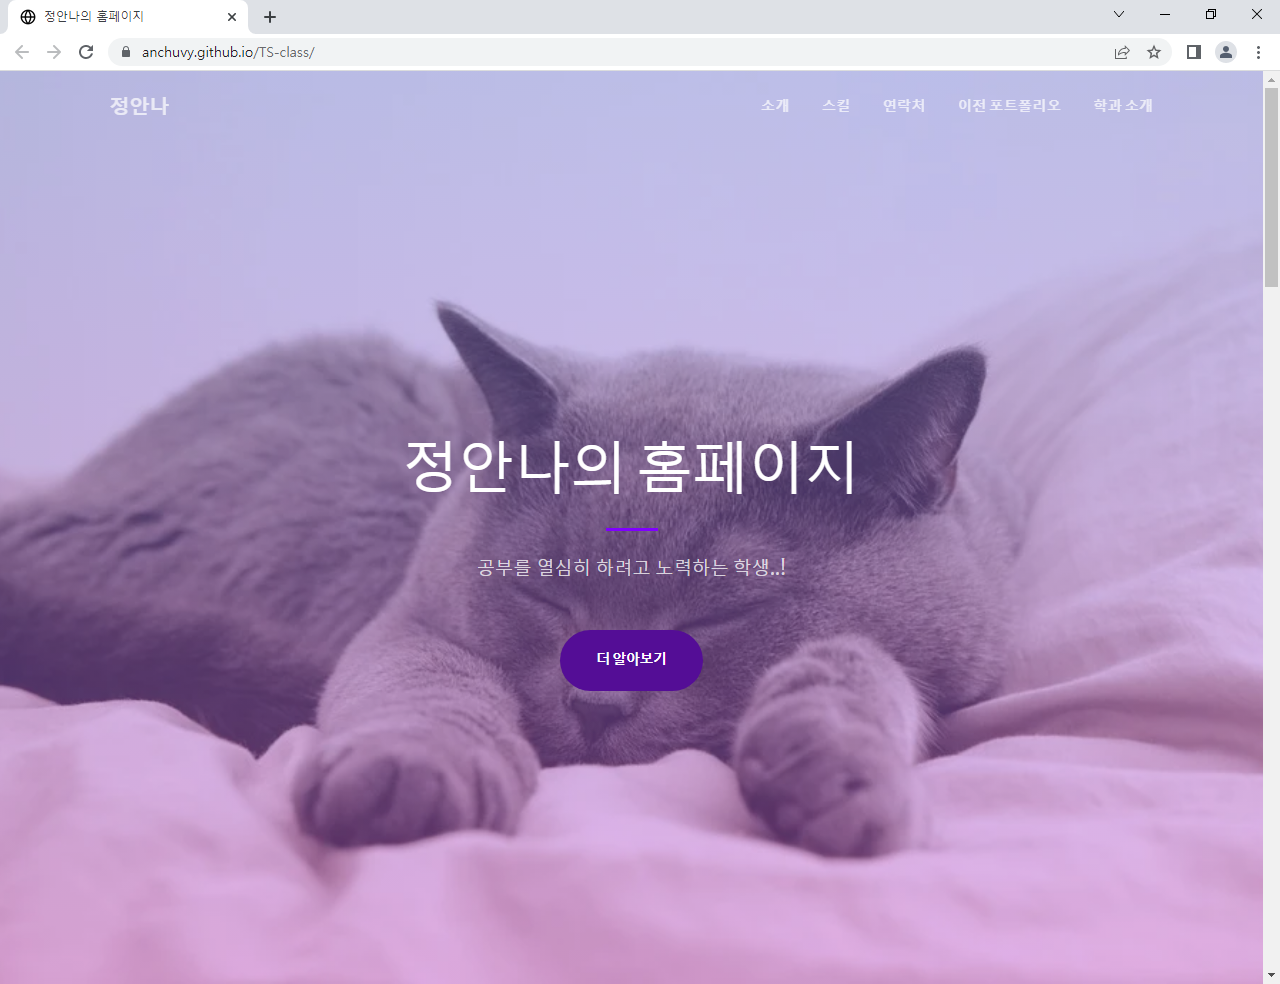 정안나의 홈페이지
anchuvy.github.io/TS-class/
정안나 소개 스킬 연락처 이전 포트폴리오 학과 소개
정안나의 홈페이지
공부를 열심히 하려고 노력하는 학생..!
더 알아보기